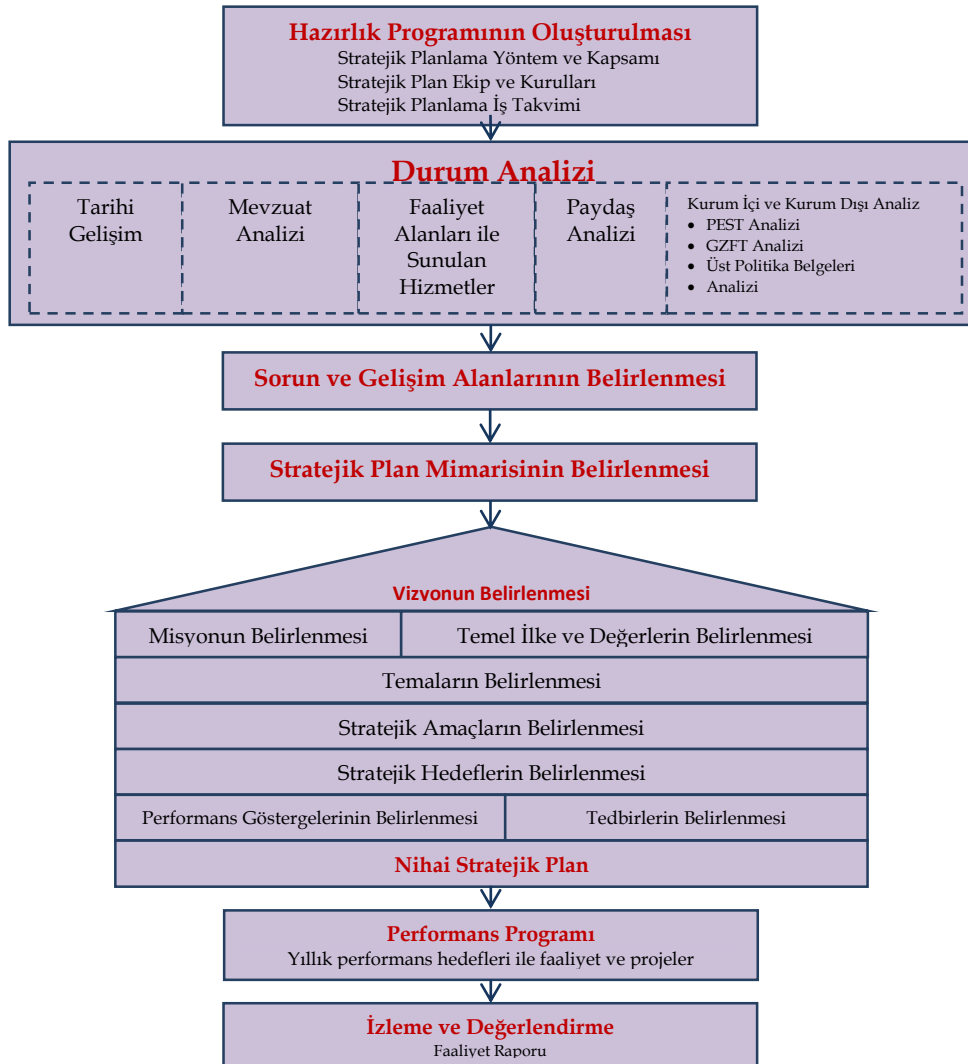 Hazırlık Programının Oluşturulması
Stratejik Planlama Yöntem ve Kapsamı
Stratejik Plan Ekip ve Kurulları
Stratejik Planlama İş Takvimi
Durum Analizi
Tarihi
Gelişim
Mevzuat
Analizi
Faaliyet
Alanları ile
Sunulan
Hizmetler
Paydaş
Analizi
Kurum İçi ve Kurum Dışı Analiz
• PEST Analizi
• GZFT Analizi
• Üst Politika Belgeleri
• Analizi
Sorun ve Gelişim Alanlarının Belirlenmesi
Stratejik Plan Mimarisinin Belirlenmesi
Vizyonun Belirlenmesi
Misyonun Belirlenmesi
Temel İlke ve Değerlerin Belirlenmesi
Temaların Belirlenmesi
Stratejik Amaçların Belirlenmesi
Stratejik Hedeflerin Belirlenmesi
Performans Göstergelerinin Belirlenmesi
Tedbirlerin Belirlenmesi
Nihai Stratejik Plan
Performans Programı
Yıllık performans hedefleri ile faaliyet ve projeler
İzleme ve Değerlendirme
Faaliyet Raporu